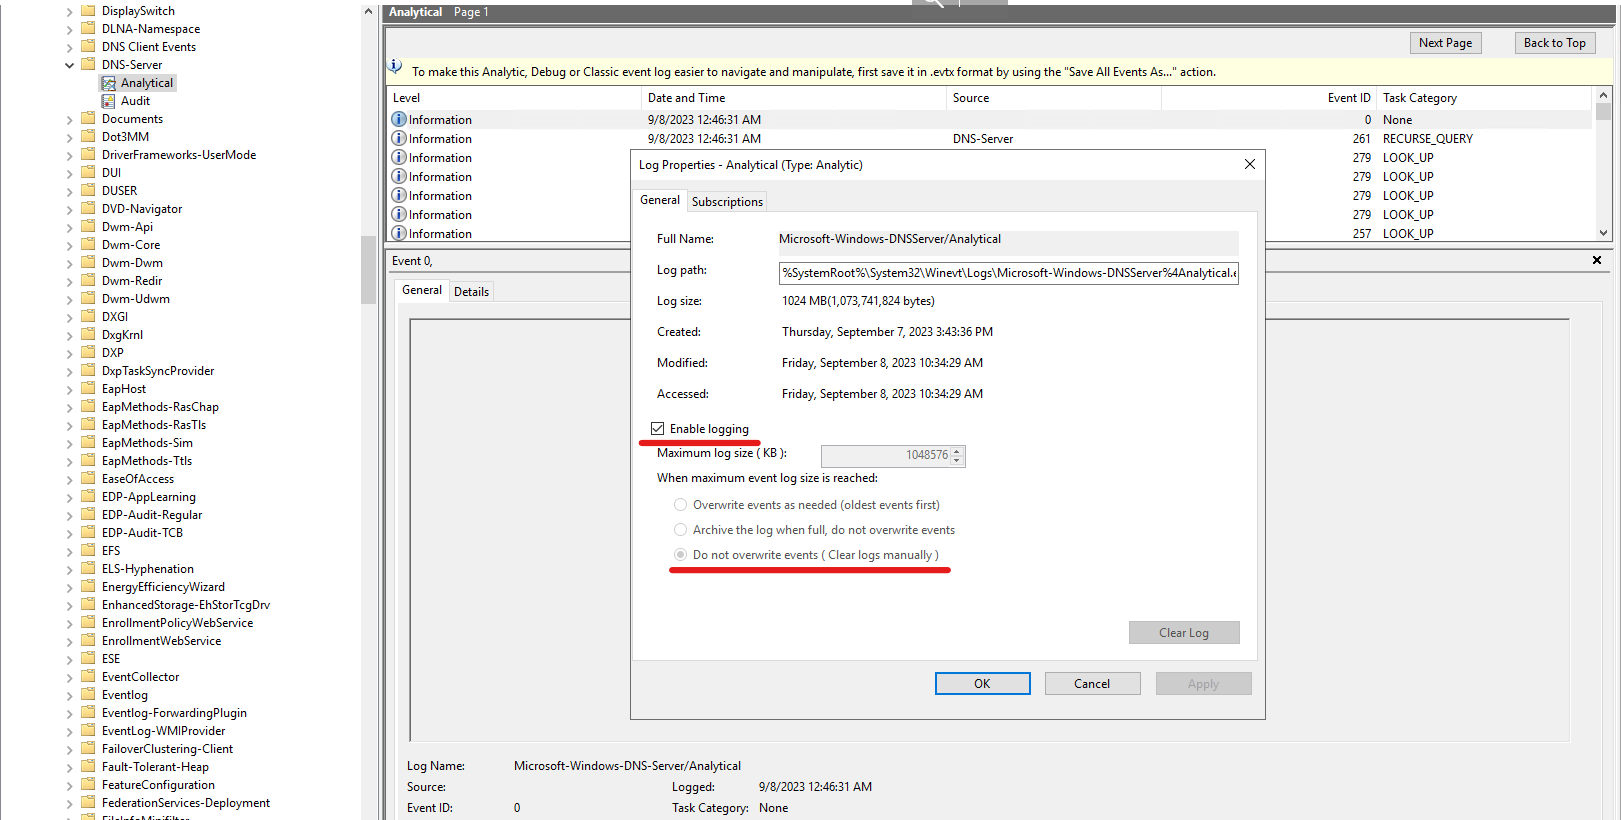 DisplaySwitch
DLNA-Namespace
DNS Client Events
DNS-Server
Analytical
Audit
Documents
Dot3MM
DriverFrameworks-UserMode
DUI
DUSER
DVD-Navigator
Dwm-Api
Dwm-Core
Dwm-Dwm
Dwm-Redir
Dwm-Udwm
DXGI
DxgKrnl
DXP
DxpTaskSyncProvider
EapHost
EapMethods-RasChap
EapMethods-RasTls
EapMethods-Sim
EapMethods-Ttls
EaseOfAccess
EDP-AppLearning
EDP-Audit-Regular
EDP-Audit-TCB
EFS
ELS-Hyphenation
EnergyEfficiencyWizard
EnhancedStorage-EhStorTcgDrv
EnrollmentPolicyWebService
EnrollmentWebService
ESE
EventCollector
Eventlog
Eventlog-ForwardingPlugin
EventLog-WMIProvider
FailoverClustering-Client
Fault-Tolerant-Heap
FeatureConfiguration
FederationServices-Deployment
Analytical Page 1
Next Page Back to Top
To make this Analytic, Debug or Classic event log easier to navigate and manipulate, first save it in .evtx format by using the "Save All Events As..." action.
Level Date and Time Source Event ID Task Category
Information 9/8/2023 12:46:31 AM 0 None
Information 9/8/2023 12:46:31 AM DNS-Server 261 RECURSE_QUERY
Information 279 LOOK_UP
Information 279 LOOK_UP
Information 279 LOOK_UP
Information 279 LOOK_UP
Information 257 LOOK_UP
Event 0,
General Details
Log Properties - Analytical (Type: Analytic)
General Subscriptions
Full Name: Microsoft-Windows-DNSServer/Analytical
Log path: %SystemRoot%\System32\Winevt\Logs\Microsoft-Windows-DNSServer%4Analytical.e
Log size: 1024 MB(1,073,741,824 bytes)
Created: Thursday, September 7, 2023 3:43:36 PM
Modified: Friday, September 8, 2023 10:34:29 AM
Accessed: Friday, September 8, 2023 10:34:29 AM
Enable logging
Maximum log size ( KB ): 1048576
When maximum event log size is reached:
Overwrite events as needed (oldest events first)
Archive the log when full, do not overwrite events
Do not overwrite events ( Clear logs manually )
Clear Log
OK Cancel Apply
Log Name: Microsoft-Windows-DNS-Server/Analytical
Source: Logged: 9/8/2023 12:46:31 AM
Event ID: 0 Task Category: None